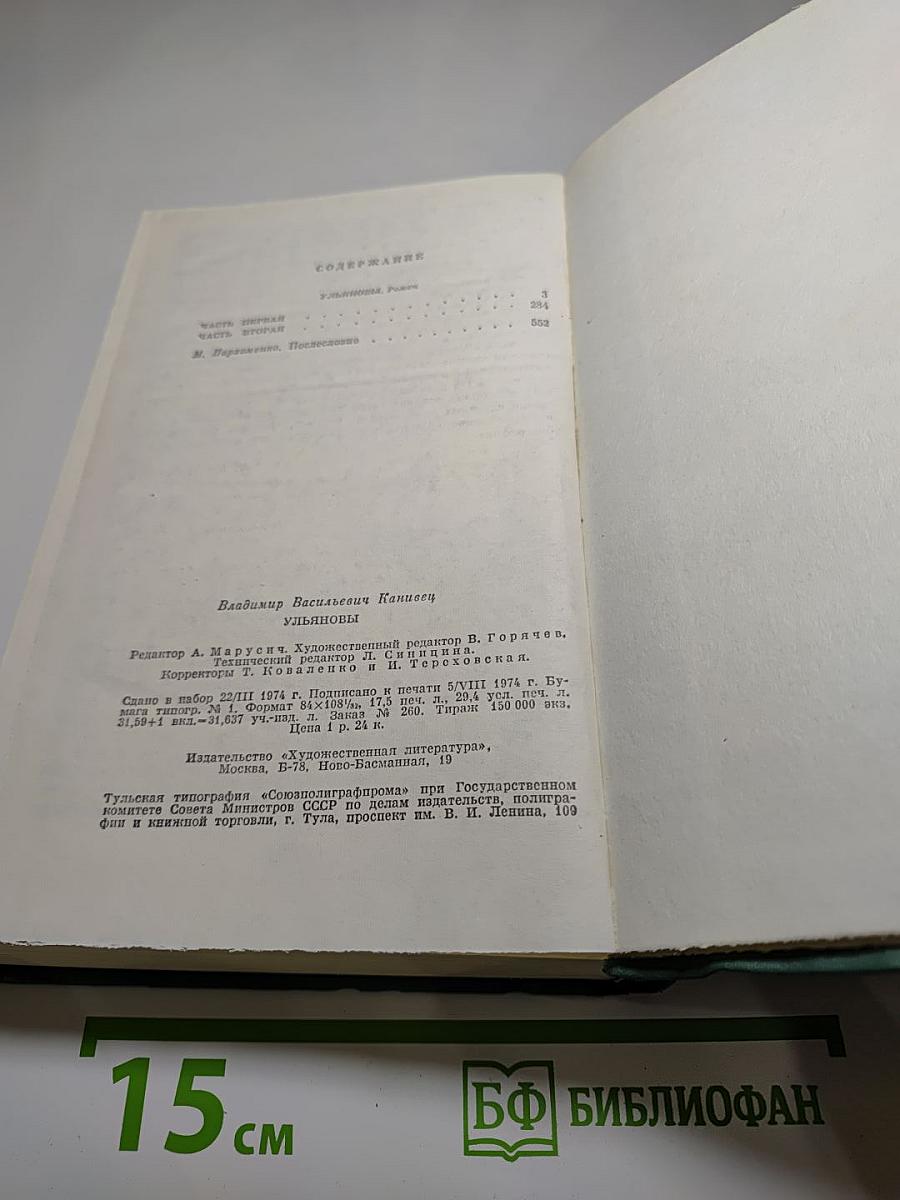 СОДЕРЖАНИЕ
УЛЬЯНОВЫ. Роман
ЧАСТЬ ПЕРВАЯ . . . . . . . . . . . . 3
ЧАСТЬ ВТОРАЯ . . . . . . . . . . . . 284
М. Пархоменко. Послесловие . . . . . . . . . 552
Владимир Васильевич Канивец
УЛЬЯНОВЫ
Редактор А. Марусич. Художественный редактор В. Горячев.
Технический редактор Л. Синицина.
Корректоры Т. Коваленко и И. Тереховская.
Сдано в набор 22/III 1974 г. Подписано к печати 5/VIII 1974 г. Бу-
мага типогр. № 1. Формат 84×108¹/₃₂, 17,5 печ. л., 29,4 усл. печ. л.
31,59+1 вкл.=31,637 уч.-изд. л. Заказ № 260. Тираж 150 000 экз.
Цена 1 р. 24 к.
Издательство «Художественная литература»,
Москва, Б-78, Ново-Басманная, 19
Тульская типография «Союзполиграфпрома» при Государственном
комитете Совета Министров СССР по делам издательств, полигра-
фии и книжной торговли, г. Тула, проспект им. В. И. Ленина, 109
15 см
БФ БИБЛИОФАН